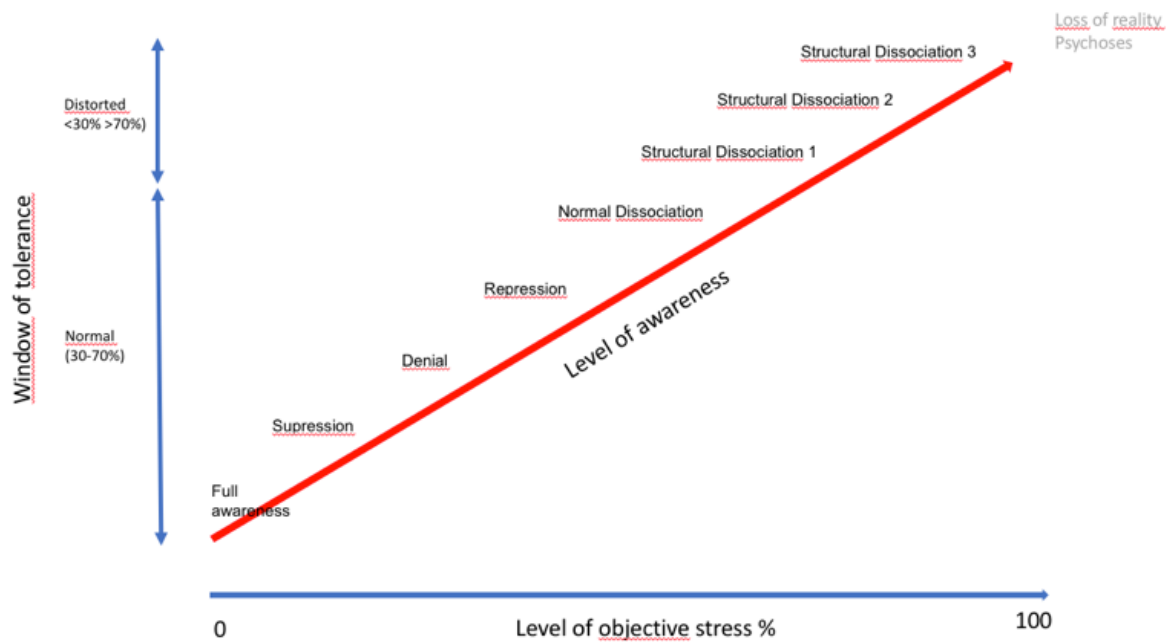 Loss of reality
Psychoses
Structural Dissociation 3
Distorted
<30% >70%)
Structural Dissociation 2
Structural Dissociation 1
Normal Dissociation
Window of tolerance
Repression
Level of awareness
Normal
(30-70%)
Denial
Supression
Full
awareness
0
Level of objective stress %
100